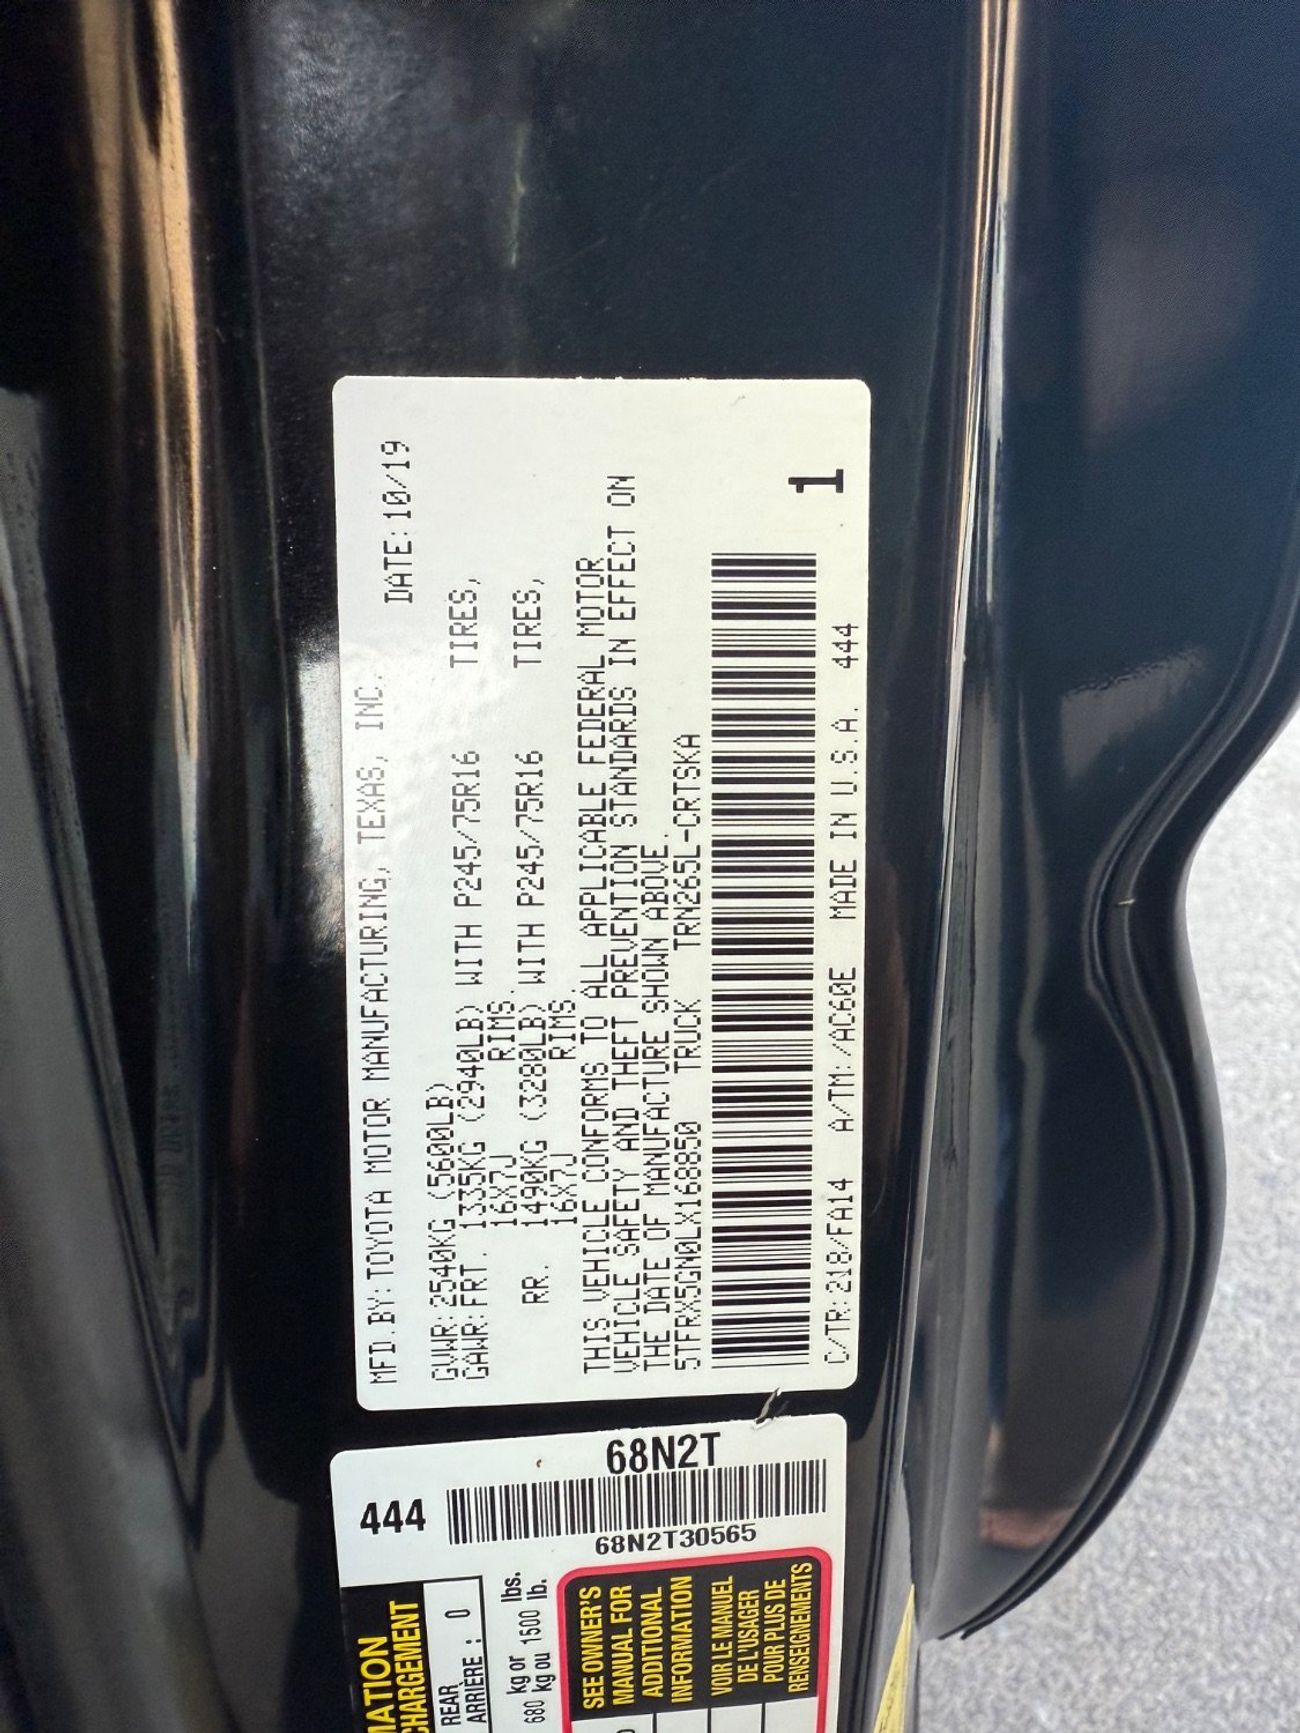 MFD.BY:TOYOTA MOTOR MANUFACTURING, TEXAS, INC.
DATE:10/19
GVWR:2540KG (5600LB)
GAWR:FRT. 1335KG (2940LB) WITH P245/75R16 TIRES,
16X7J RIMS.
RR. 1490KG (3280LB) WITH P245/75R16 TIRES,
16X7J RIMS.
THIS VEHICLE CONFORMS TO ALL APPLICABLE FEDERAL MOTOR
VEHICLE SAFETY AND THEFT PREVENTION STANDARDS IN EFFECT ON
THE DATE OF MANUFACTURE SHOWN ABOVE.
5TFRX5GN0LX168850 TRUCK TRN265L-CRTSKA
1
C/TR:218/FA14 A/TM:/AC60E MADE IN U.S.A. 444
68N2T
444
68N2T30565
REAR
ARRIÈRE : 0
680 kg or 1500 lbs.
kg ou lb.
SEE OWNER'S
MANUAL FOR
ADDITIONAL
INFORMATION
VOIR LE MANUEL
DE L'USAGER
POUR PLUS DE
RENSEIGNEMENTS